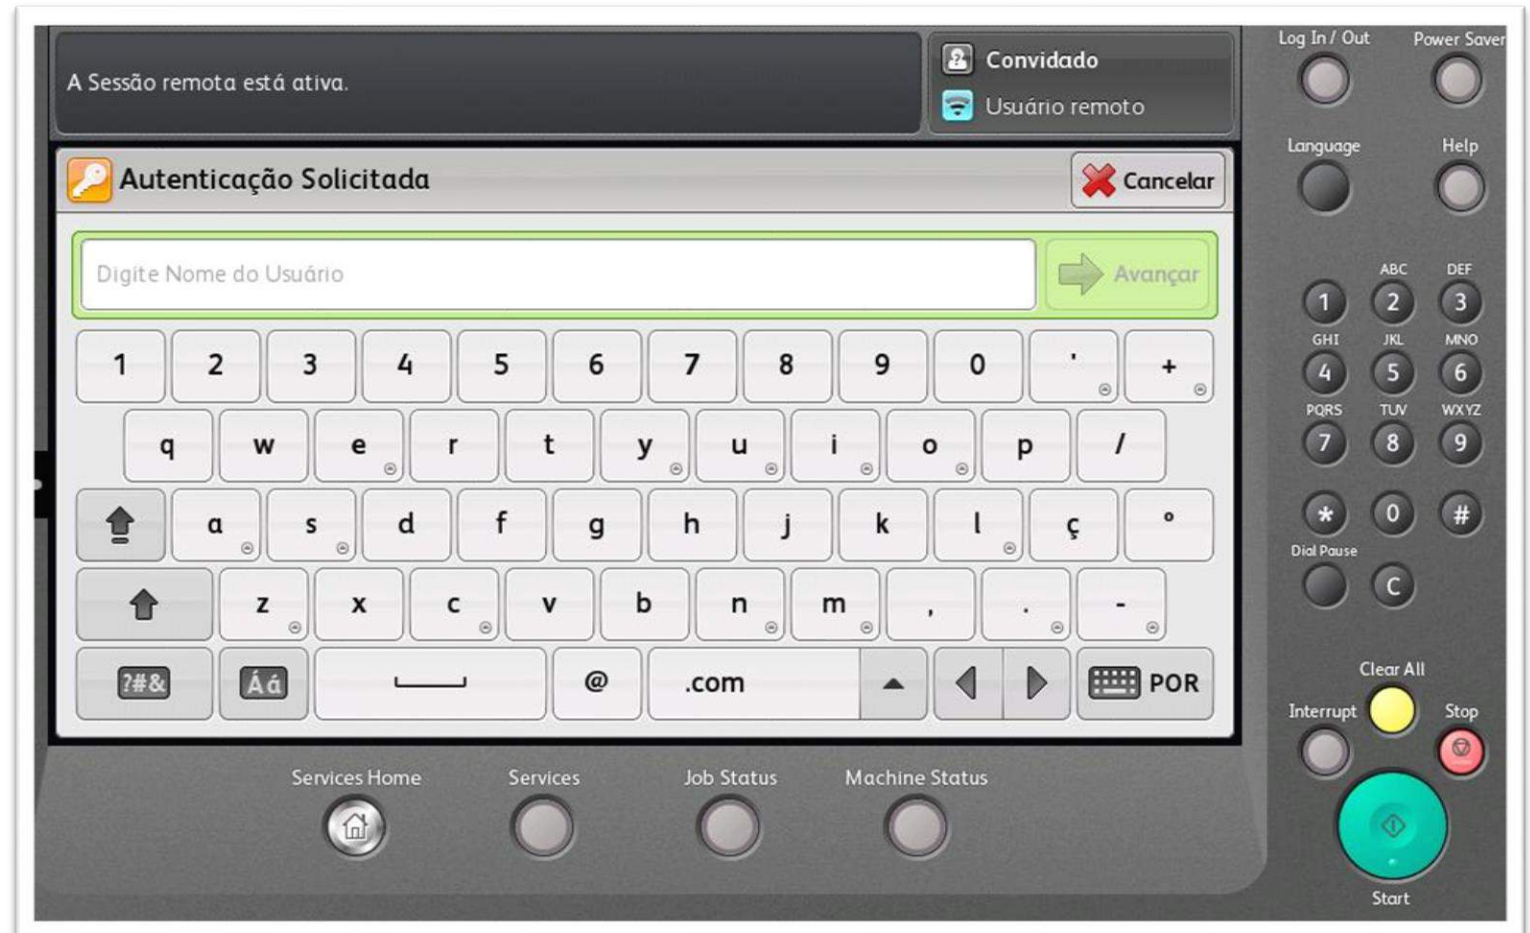 A Sessão remota está ativa.
Convidado
Usuário remoto
Log In / Out
Power Saver
Autenticação Solicitada
Cancelar
Language
Help
Digite Nome do Usuário
Avançar
1 2 3 4 5 6 7 8 9 0 ' +
q w e r t y u i o p /
a s d f g h j k l ç º
z x c v b n m , . -
?#& Áá @ .com POR
ABC DEF
1 2 3
GHI JKL MNO
4 5 6
PQRS TUV WXYZ
7 8 9
* 0 #
Dial Pause
C
Clear All
Interrupt
Stop
Start
Services Home
Services
Job Status
Machine Status